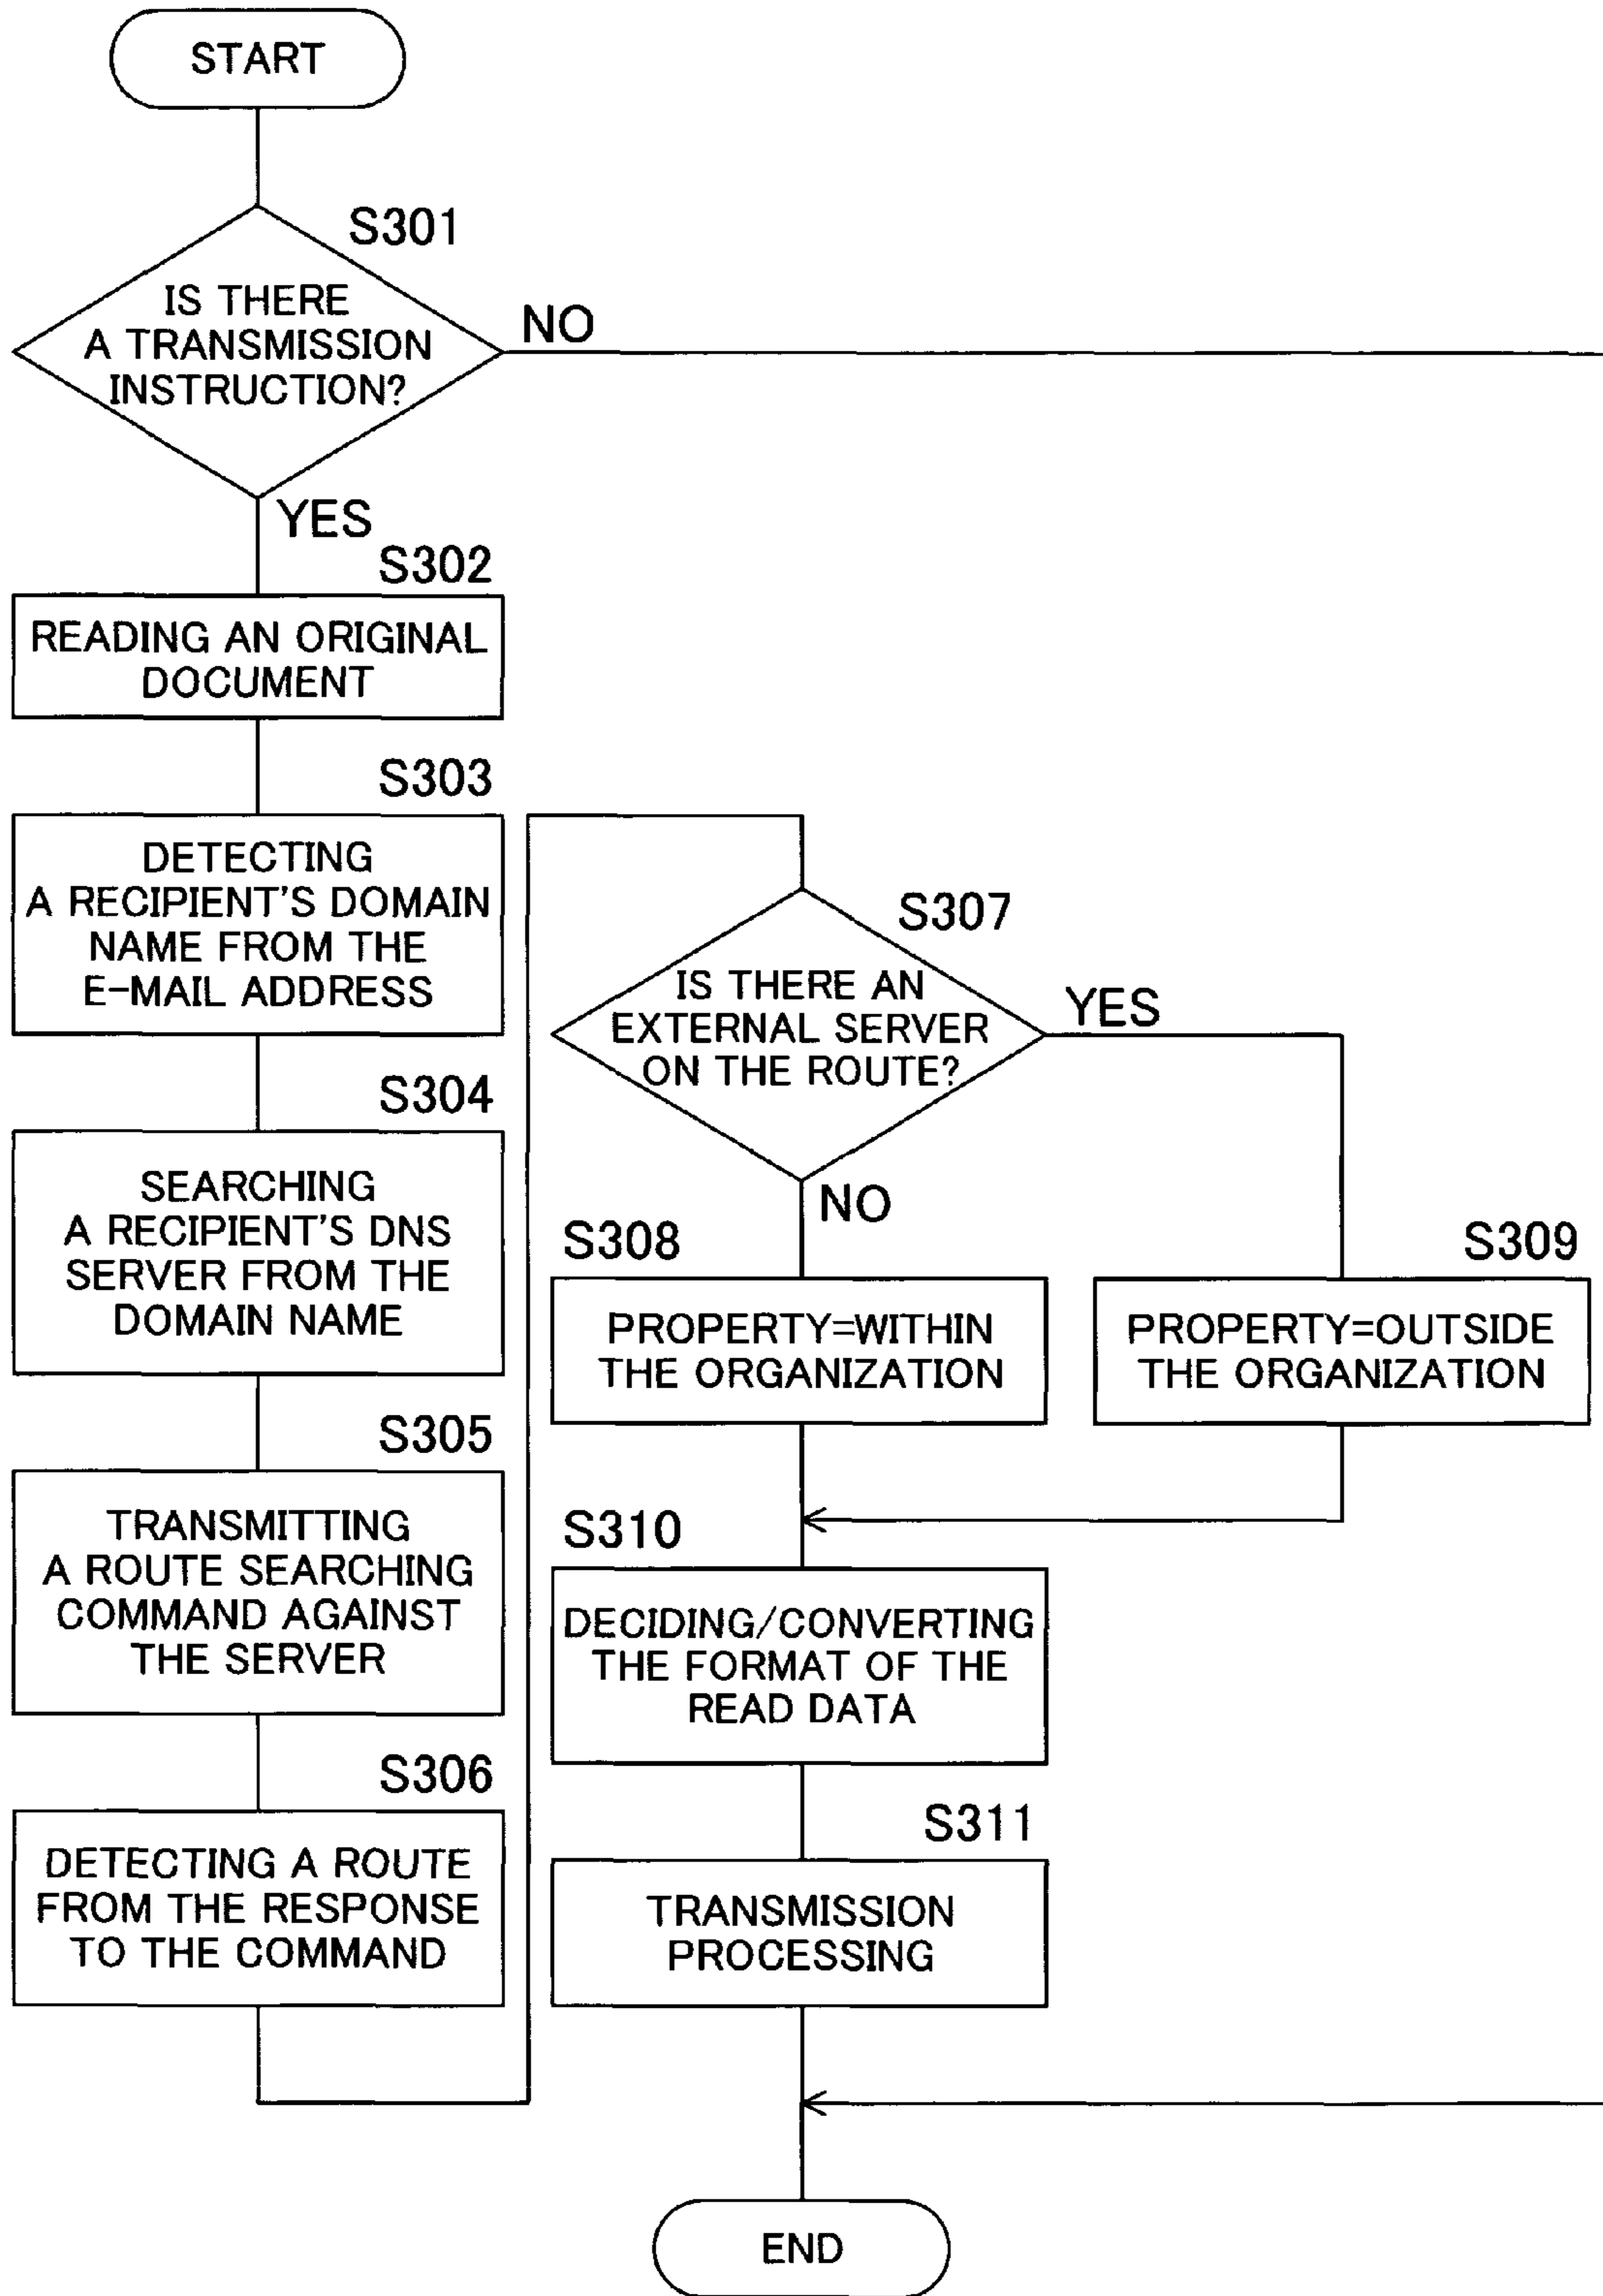 START
S301
IS THERE
A TRANSMISSION
INSTRUCTION?
NO
YES
S302
READING AN ORIGINAL
DOCUMENT
S303
DETECTING
A RECIPIENT'S DOMAIN
NAME FROM THE
E-MAIL ADDRESS
S304
SEARCHING
A RECIPIENT'S DNS
SERVER FROM THE
DOMAIN NAME
S305
TRANSMITTING
A ROUTE SEARCHING
COMMAND AGAINST
THE SERVER
S306
DETECTING A ROUTE
FROM THE RESPONSE
TO THE COMMAND
S307
IS THERE AN
EXTERNAL SERVER
ON THE ROUTE?
YES
NO
S308
PROPERTY=WITHIN
THE ORGANIZATION
S309
PROPERTY=OUTSIDE
THE ORGANIZATION
S310
DECIDING/CONVERTING
THE FORMAT OF THE
READ DATA
S311
TRANSMISSION
PROCESSING
END